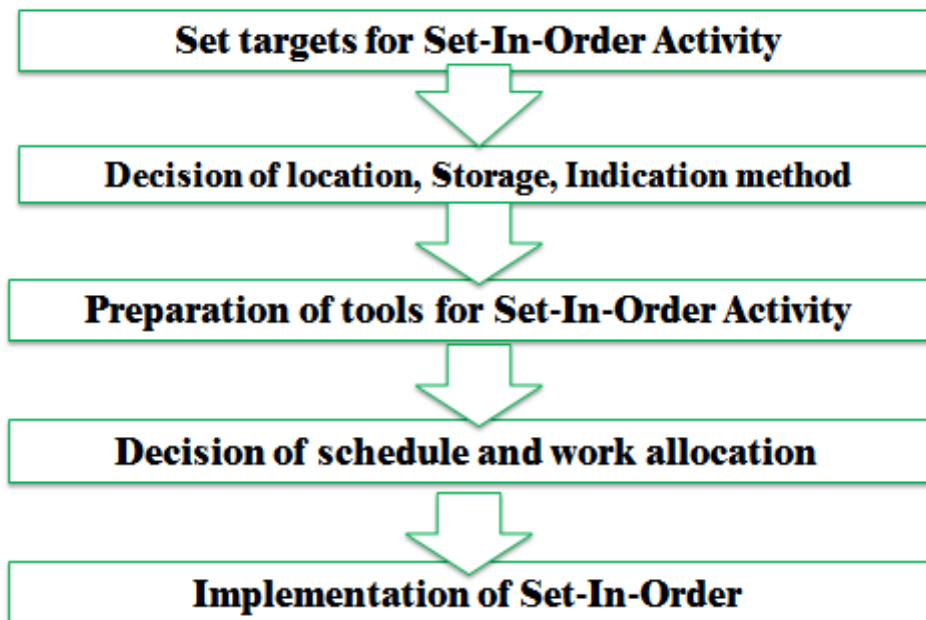 Set targets for Set-In-Order Activity
Decision of location, Storage, Indication method
Preparation of tools for Set-In-Order Activity
Decision of schedule and work allocation
Implementation of Set-In-Order